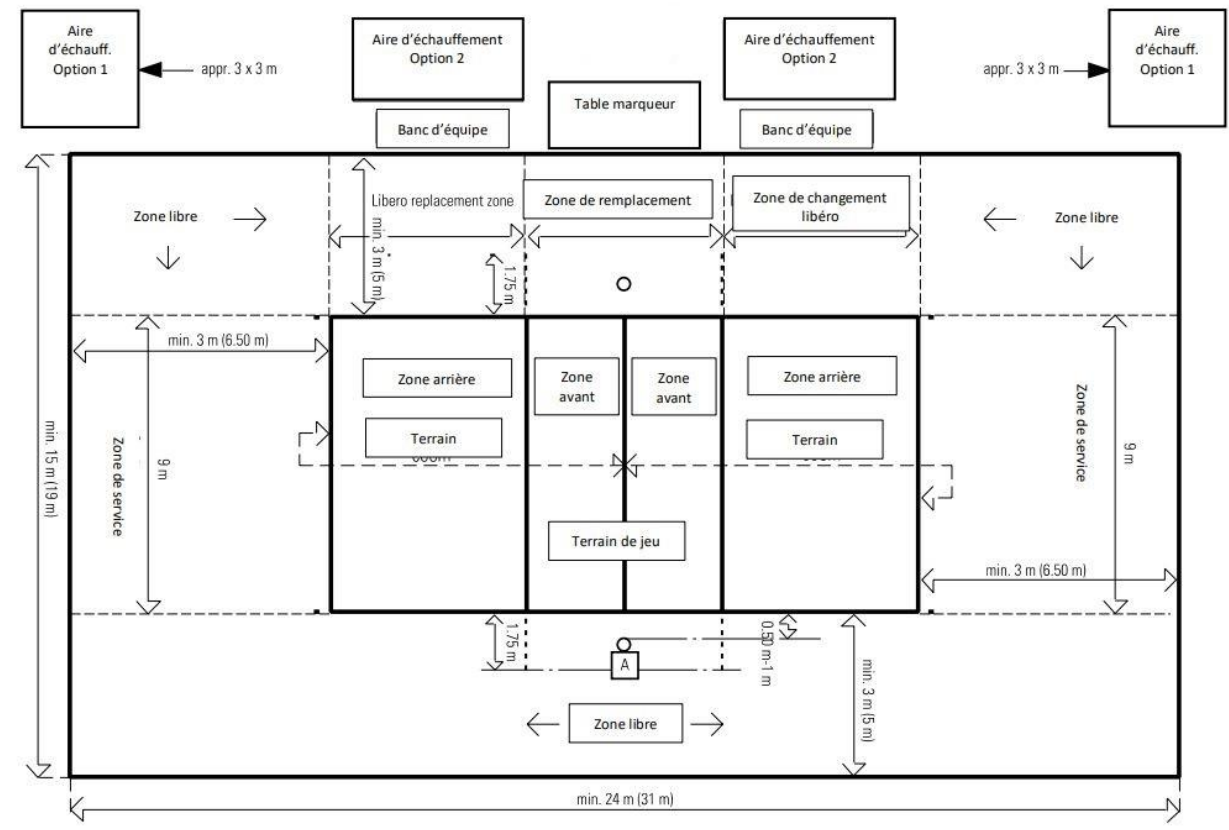 Aire
d'échauff.
Option 1
appr. 3 x 3 m
Aire d'échauffement
Option 2
Table marqueur
Aire d'échauffement
Option 2
appr. 3 x 3 m
Aire
d'échauff.
Option 1
Banc d'équipe
Banc d'équipe
Zone libre
Libero replacement zone
Zone de remplacement
Zone de changement
libéro
Zone libre
min. 3 m (5 m)
1.75 m
min. 3 m (6.50 m)
Zone arrière
Zone
avant
Zone
avant
Zone arrière
Terrain
Terrain
min. 15 m (19 m)
Zone de service
9 m
Zone de service
9 m
Terrain de jeu
min. 3 m (6.50 m)
1.75 m
A
0.50 m-1 m
min. 3 m (5 m)
Zone libre
min. 24 m (31 m)